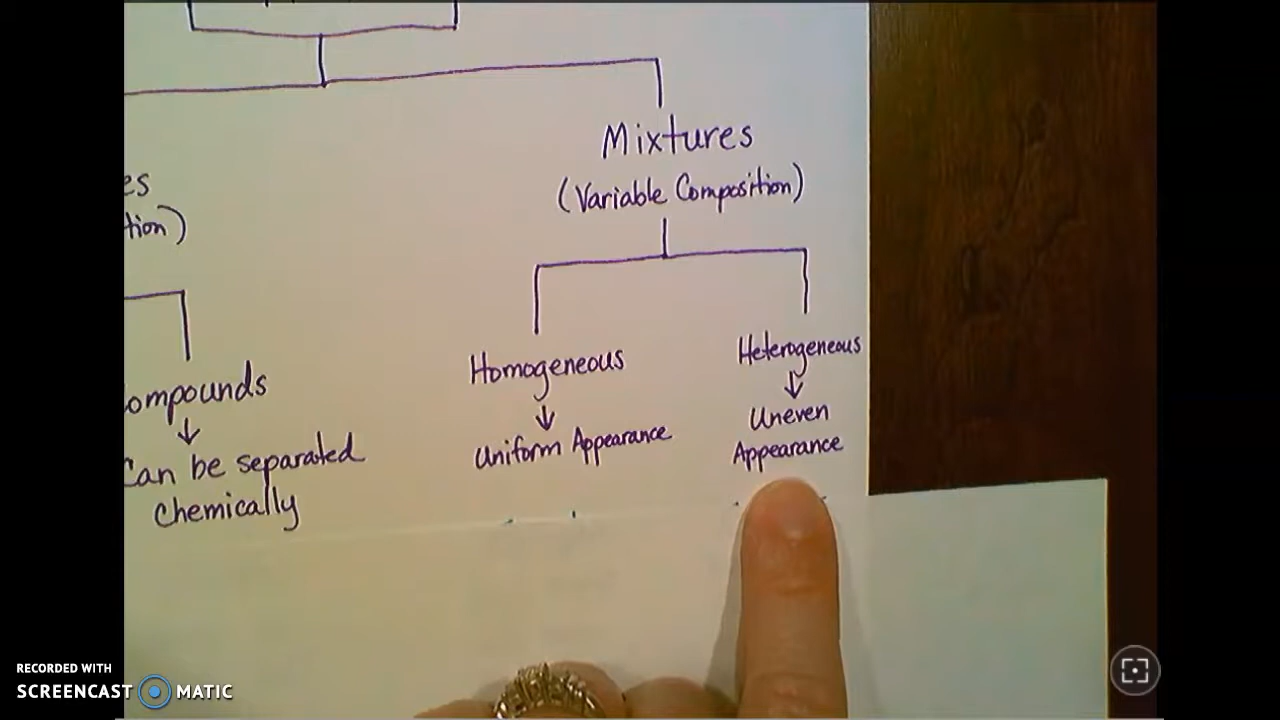 Mixtures
(Variable Composition)
es
tion)
Homogeneous
Heterogeneous
ompounds
Uniform Appearance
Uneven
Appearance
Can be separated
Chemically
RECORDED WITH
SCREENCAST MATIC